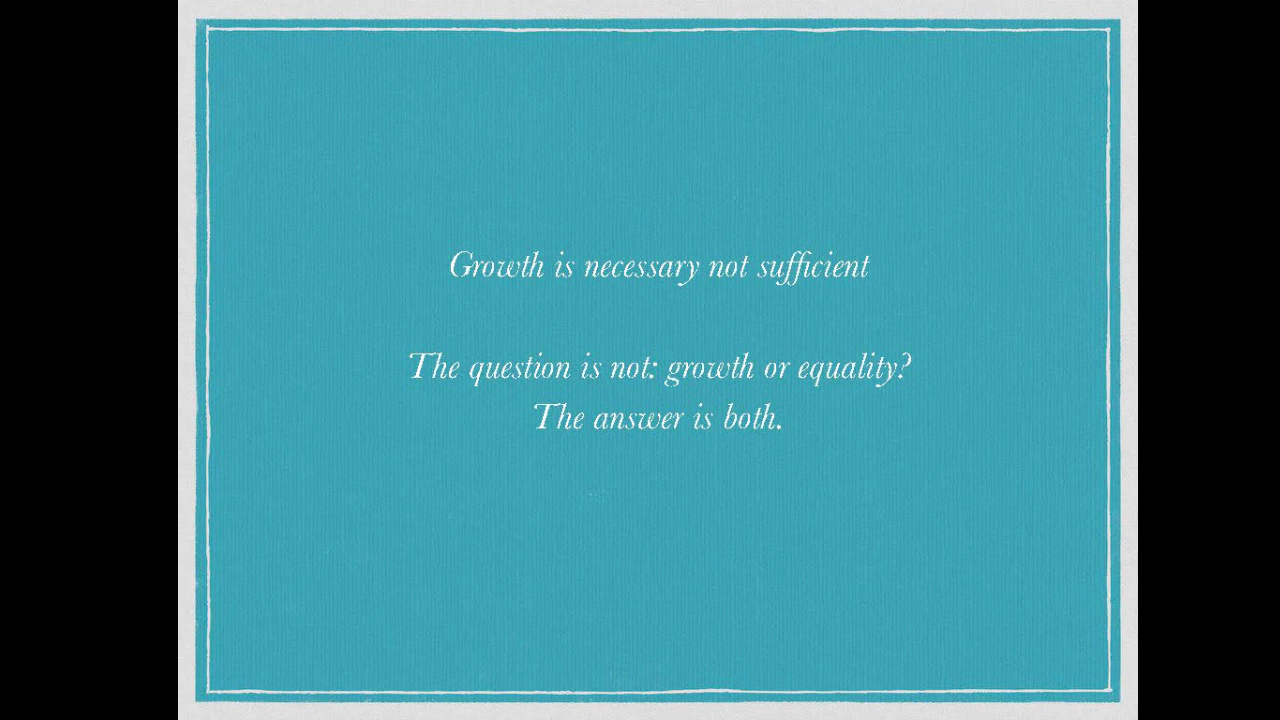 Growth is necessary not sufficient
The question is not: growth or equality?
The answer is both.